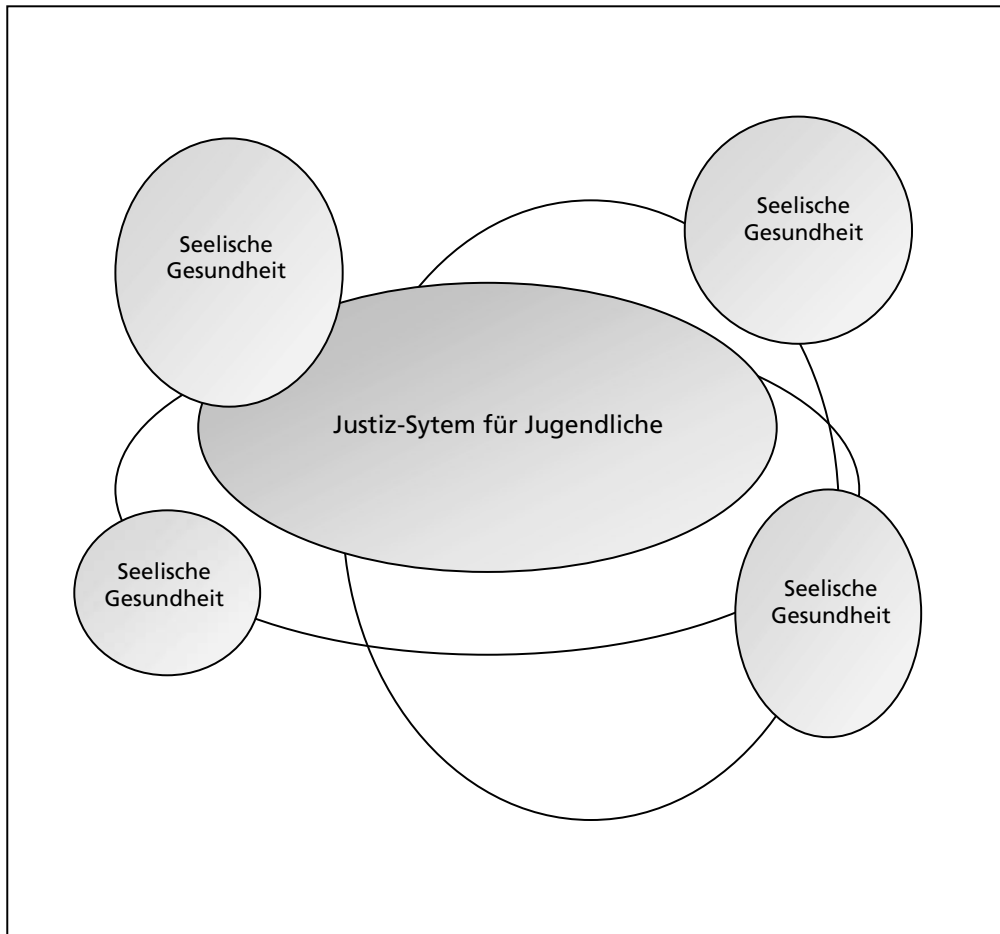 Seelische
Gesundheit
Seelische
Gesundheit
Justiz-Sytem für Jugendliche
Seelische
Gesundheit
Seelische
Gesundheit